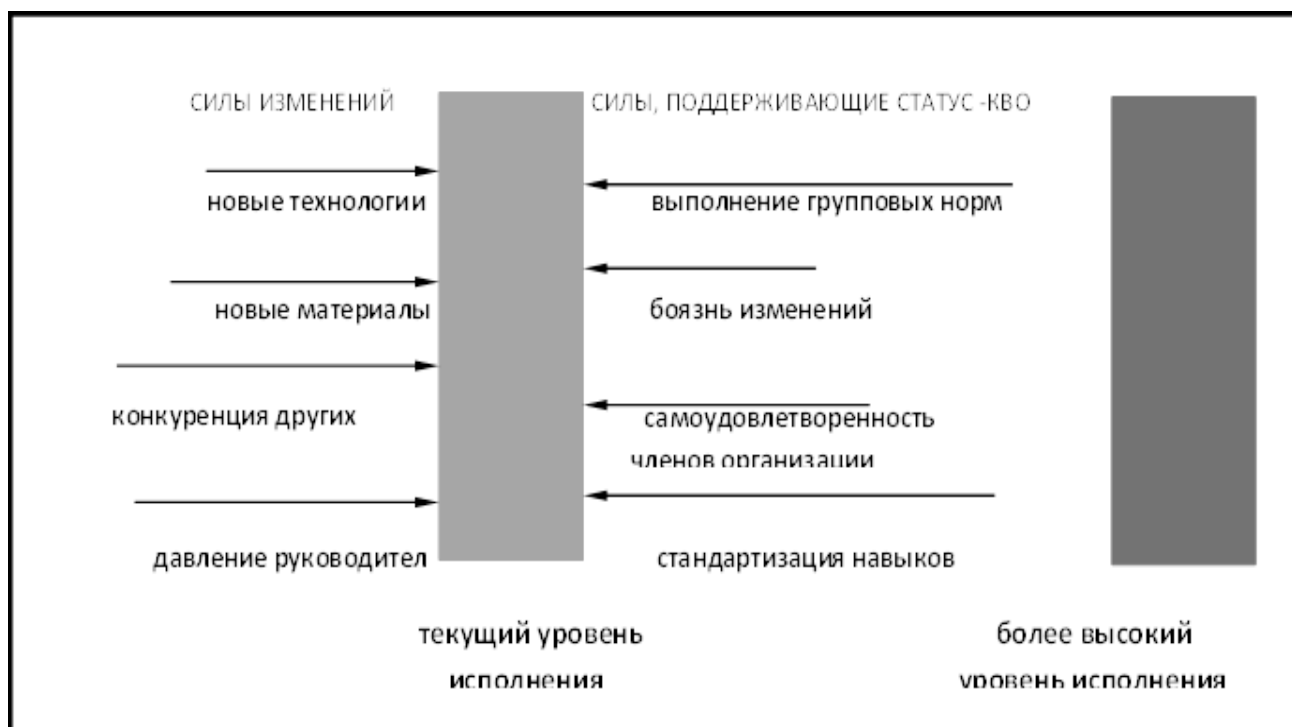 СИЛЫ ИЗМЕНЕНИЙ
СИЛЫ, ПОДДЕРЖИВАЮЩИЕ СТАТУС -КВО
новые технологии
выполнение групповых норм
новые материалы
боязнь изменений
конкуренция других
самоудовлетворенность
членов организации
давление руководител
стандартизация навыков
текущий уровень
исполнения
более высокий
уровень исполнения